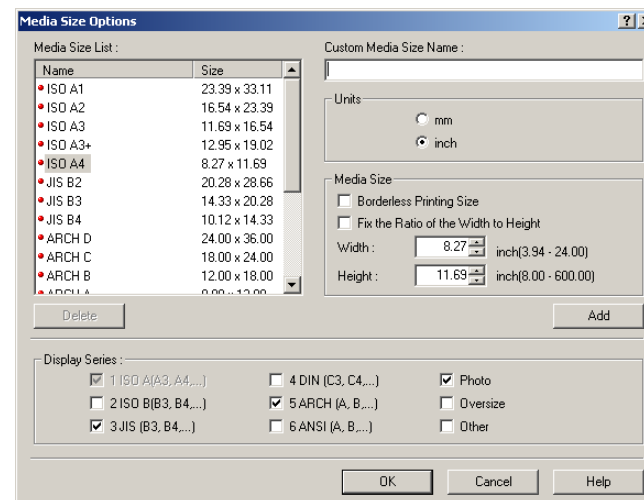 Media Size Options
Media Size List :
Custom Media Size Name :
Name Size
ISO A1 23.39 x 33.11
ISO A2 16.54 x 23.39
ISO A3 11.69 x 16.54
ISO A3+ 12.95 x 19.02
ISO A4 8.27 x 11.69
JIS B2 20.28 x 28.66
JIS B3 14.33 x 20.28
JIS B4 10.12 x 14.33
ARCH D 24.00 x 36.00
ARCH C 18.00 x 24.00
ARCH B 12.00 x 18.00
Delete
Units
mm
inch
Media Size
Borderless Printing Size
Fix the Ratio of the Width to Height
Width : 8.27 inch(3.94 - 24.00)
Height : 11.69 inch(8.00 - 600.00)
Add
Display Series :
1 ISO A(A3, A4,...) 4 DIN (C3, C4,...) Photo
2 ISO B(B3, B4,...) 5 ARCH (A, B,...) Oversize
3 JIS (B3, B4,...) 6 ANSI (A, B,...) Other
OK Cancel Help